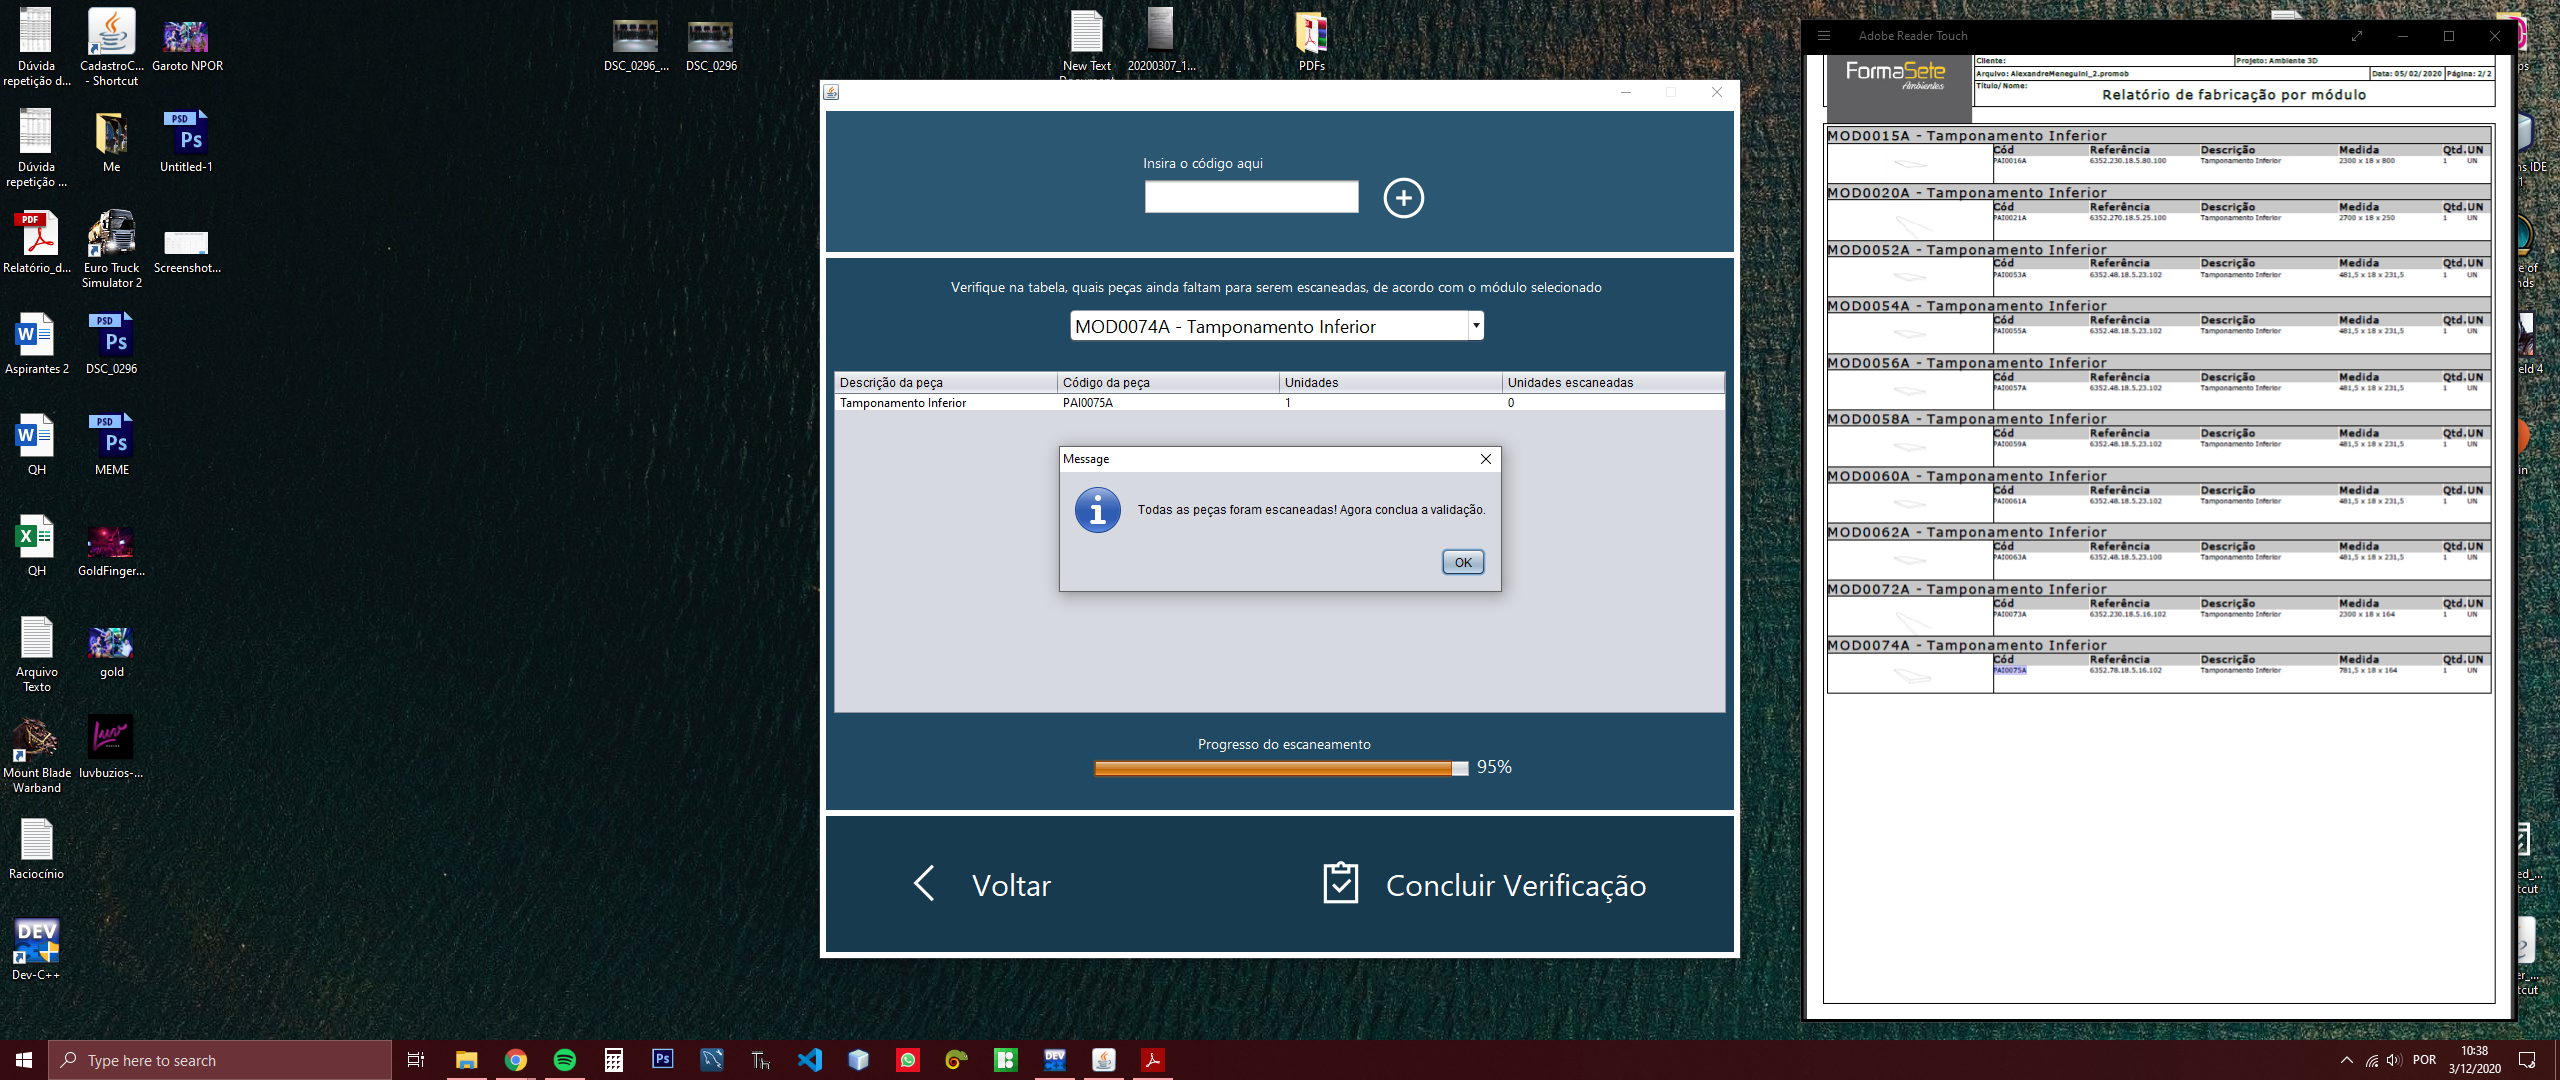 Dúvida
repetição d...
CadastroC...
- Shortcut
Garoto NPOR
DSC_0296_...
DSC_0296
New Text
Document
20200307_1...
PDFs
Dúvida
repetição ...
Me
Untitled-1
Relatório_d...
Euro Truck
Simulator 2
Screenshot...
Aspirantes 2
DSC_0296
QH
MEME
QH
GoldFinger...
Arquivo
Texto
gold
Mount Blade
Warband
luvbuzios-...
Raciocínio
Dev-C++
Insira o código aqui
Verifique na tabela, quais peças ainda faltam para serem escaneadas, de acordo com o módulo selecionado
MOD0074A - Tamponamento Inferior
Descrição da peça Código da peça Unidades Unidades escaneadas
Tamponamento Inferior PAI0075A 1 0
Message
Todas as peças foram escaneadas! Agora conclua a validação.
OK
Progresso do escaneamento
95%
Voltar
Concluir Verificação
Adobe Reader Touch
FormaSete
Ambientes
Cliente: Projeto: Ambiente 3D
Arquivo: AlexandreMeneguini_2.promob Data: 05/02/2020 Página: 2/2
Título/Nome:
Relatório de fabricação por módulo
MOD0015A - Tamponamento Inferior
Cód Referência Descrição Medida Qtd.UN
PAI0016A 6352.230.18.5.80.100 Tamponamento Inferior 2300 x 18 x 800 1 UN
MOD0020A - Tamponamento Inferior
Cód Referência Descrição Medida Qtd.UN
PAI0021A 6352.270.18.5.25.100 Tamponamento Inferior 2700 x 18 x 250 1 UN
MOD0052A - Tamponamento Inferior
Cód Referência Descrição Medida Qtd.UN
PAI0053A 6352.48.18.5.23.102 Tamponamento Inferior 481,5 x 18 x 231,5 1 UN
MOD0054A - Tamponamento Inferior
Cód Referência Descrição Medida Qtd.UN
PAI0055A 6352.48.18.5.23.102 Tamponamento Inferior 481,5 x 18 x 231,5 1 UN
MOD0056A - Tamponamento Inferior
Cód Referência Descrição Medida Qtd.UN
PAI0057A 6352.48.18.5.23.102 Tamponamento Inferior 481,5 x 18 x 231,5 1 UN
MOD0058A - Tamponamento Inferior
Cód Referência Descrição Medida Qtd.UN
PAI0059A 6352.48.18.5.23.102 Tamponamento Inferior 481,5 x 18 x 231,5 1 UN
MOD0060A - Tamponamento Inferior
Cód Referência Descrição Medida Qtd.UN
PAI0061A 6352.48.18.5.23.102 Tamponamento Inferior 481,5 x 18 x 231,5 1 UN
MOD0062A - Tamponamento Inferior
Cód Referência Descrição Medida Qtd.UN
PAI0063A 6352.48.18.5.23.100 Tamponamento Inferior 481,5 x 18 x 231,5 1 UN
MOD0072A - Tamponamento Inferior
Cód Referência Descrição Medida Qtd.UN
PAI0073A 6352.230.18.5.16.102 Tamponamento Inferior 2300 x 18 x 164 1 UN
MOD0074A - Tamponamento Inferior
Cód Referência Descrição Medida Qtd.UN
PAI0075A 6352.78.18.5.16.102 Tamponamento Inferior 781,5 x 18 x 164 1 UN
Type here to search
POR
10:38
3/12/2020